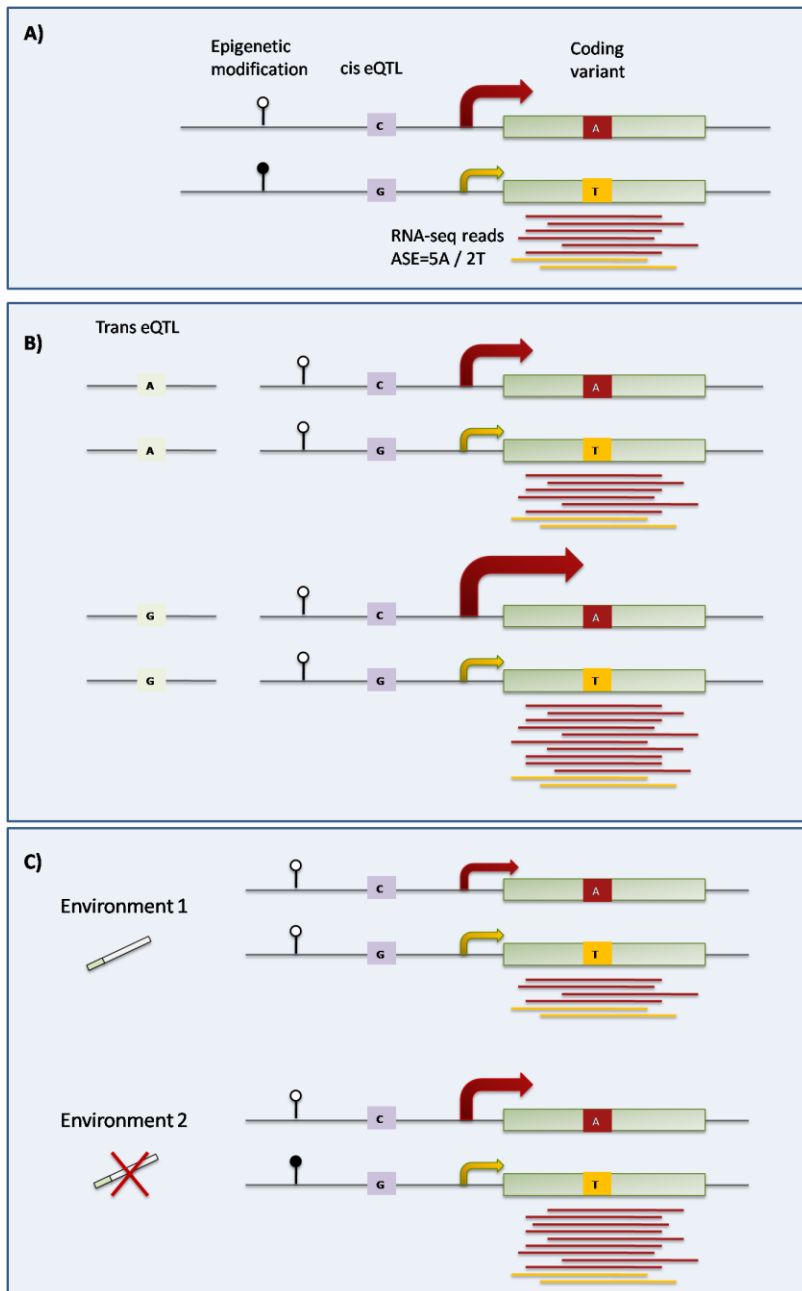 A)
Epigenetic
modification
cis eQTL
Coding
variant
C
A
G
T
RNA-seq reads
ASE=5A / 2T
B)
Trans eQTL
A
C
A
A
G
T
G
C
A
G
G
T
C)
Environment 1
C
A
G
T
Environment 2
C
A
G
T